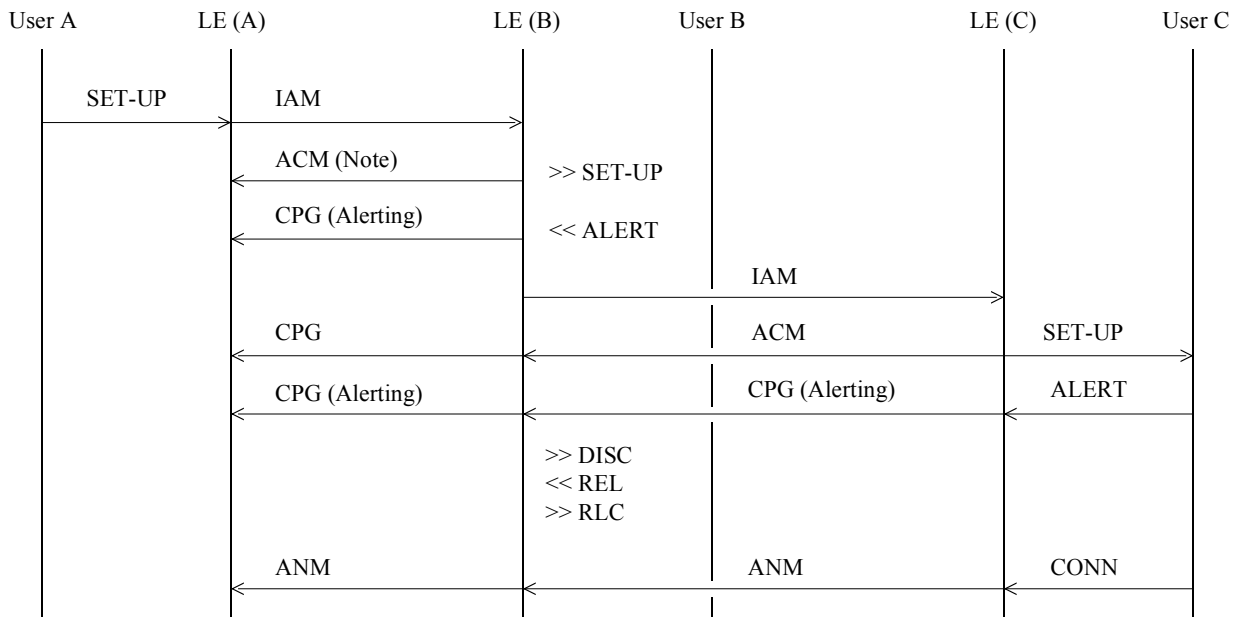 User A LE (A) LE (B) User B LE (C) User C
SET-UP IAM
ACM (Note) >> SET-UP
CPG (Alerting) << ALERT
IAM
CPG ACM SET-UP
CPG (Alerting) CPG (Alerting) ALERT
>> DISC
<< REL
>> RLC
ANM ANM CONN